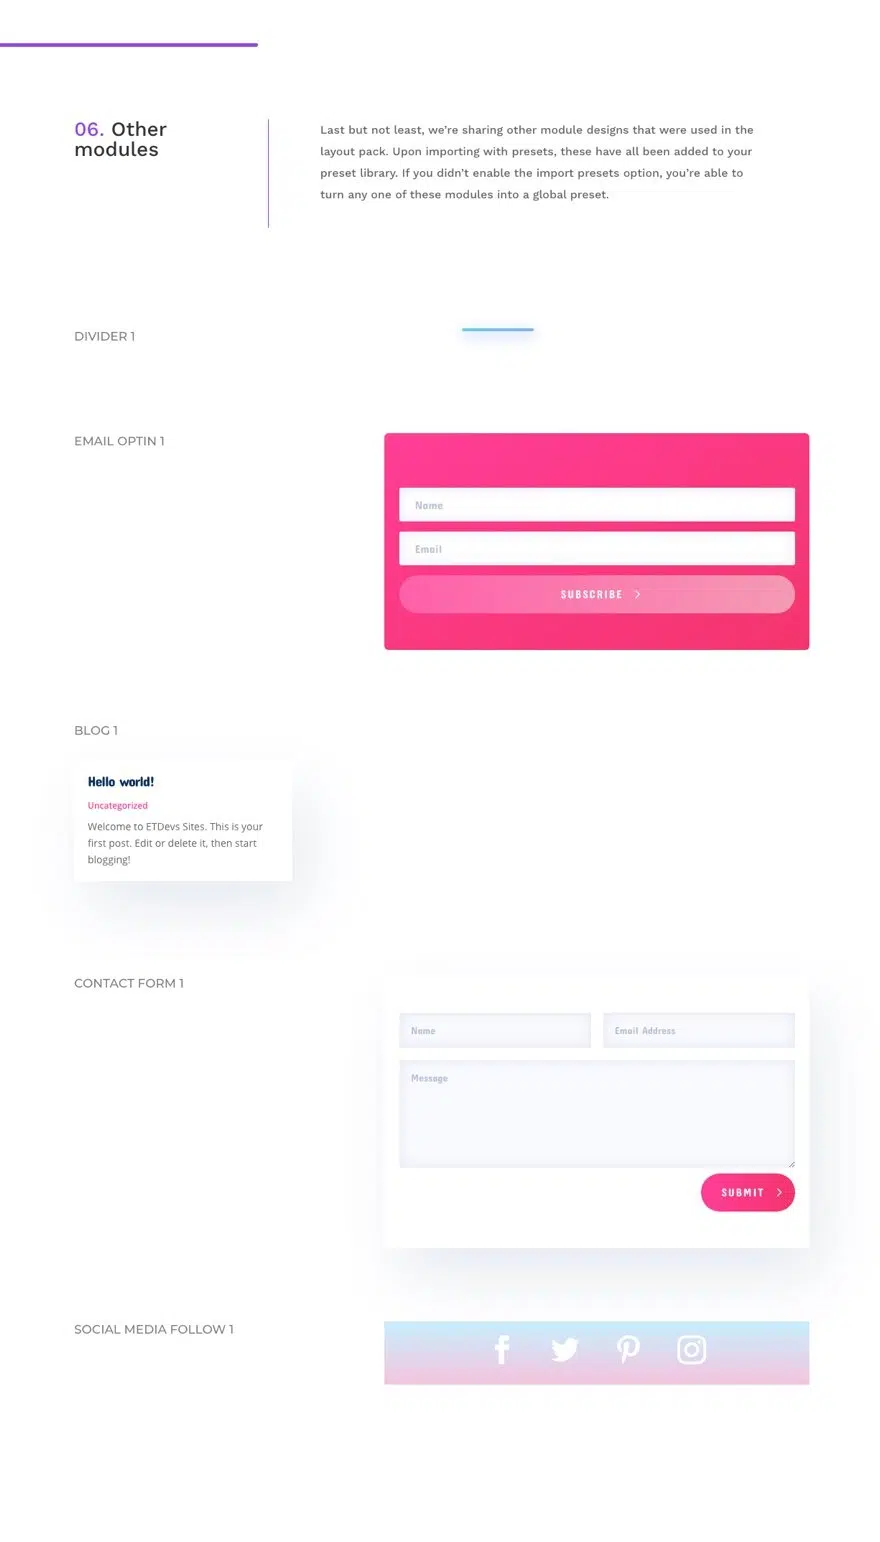 06. Other
modules
Last but not least, we’re sharing other module designs that were used in the
layout pack. Upon importing with presets, these have all been added to your
preset library. If you didn’t enable the import presets option, you’re able to
turn any one of these modules into a global preset.
DIVIDER 1
EMAIL OPTIN 1
Name
Email
SUBSCRIBE
BLOG 1
Hello world!
Uncategorized
Welcome to ETDevs Sites. This is your
first post. Edit or delete it, then start
blogging!
CONTACT FORM 1
Name
Email Address
Message
SUBMIT
SOCIAL MEDIA FOLLOW 1